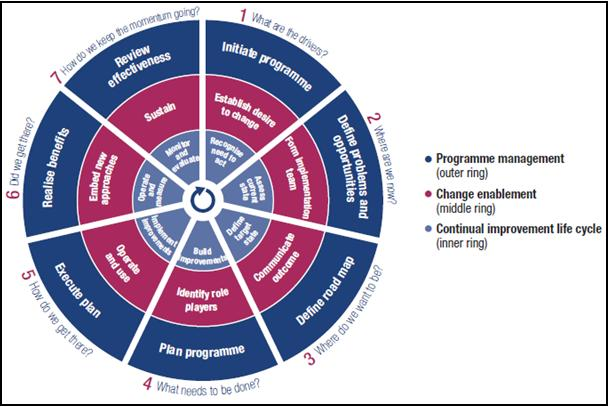 1 What are the drivers?
Initiate programme
Establish desire
to change
Recognise
need to
act
2 Where are we now?
Define problems and
opportunities
Form implementation
team
Assess
current
state
3 Where do we want to be?
Define road map
Communicate
outcome
Define
target
state
4 What needs to be done?
Plan programme
Identify role
players
Build
improvements
5 How do we get there?
Execute plan
Operate
and use
Implement
improvements
6 Did we get there?
Realise benefits
Embed new
approaches
Operate
and
measure
7 How do we keep the momentum going?
Review
effectiveness
Sustain
Monitor
and
evaluate
Programme management
(outer ring)
Change enablement
(middle ring)
Continual improvement life cycle
(inner ring)